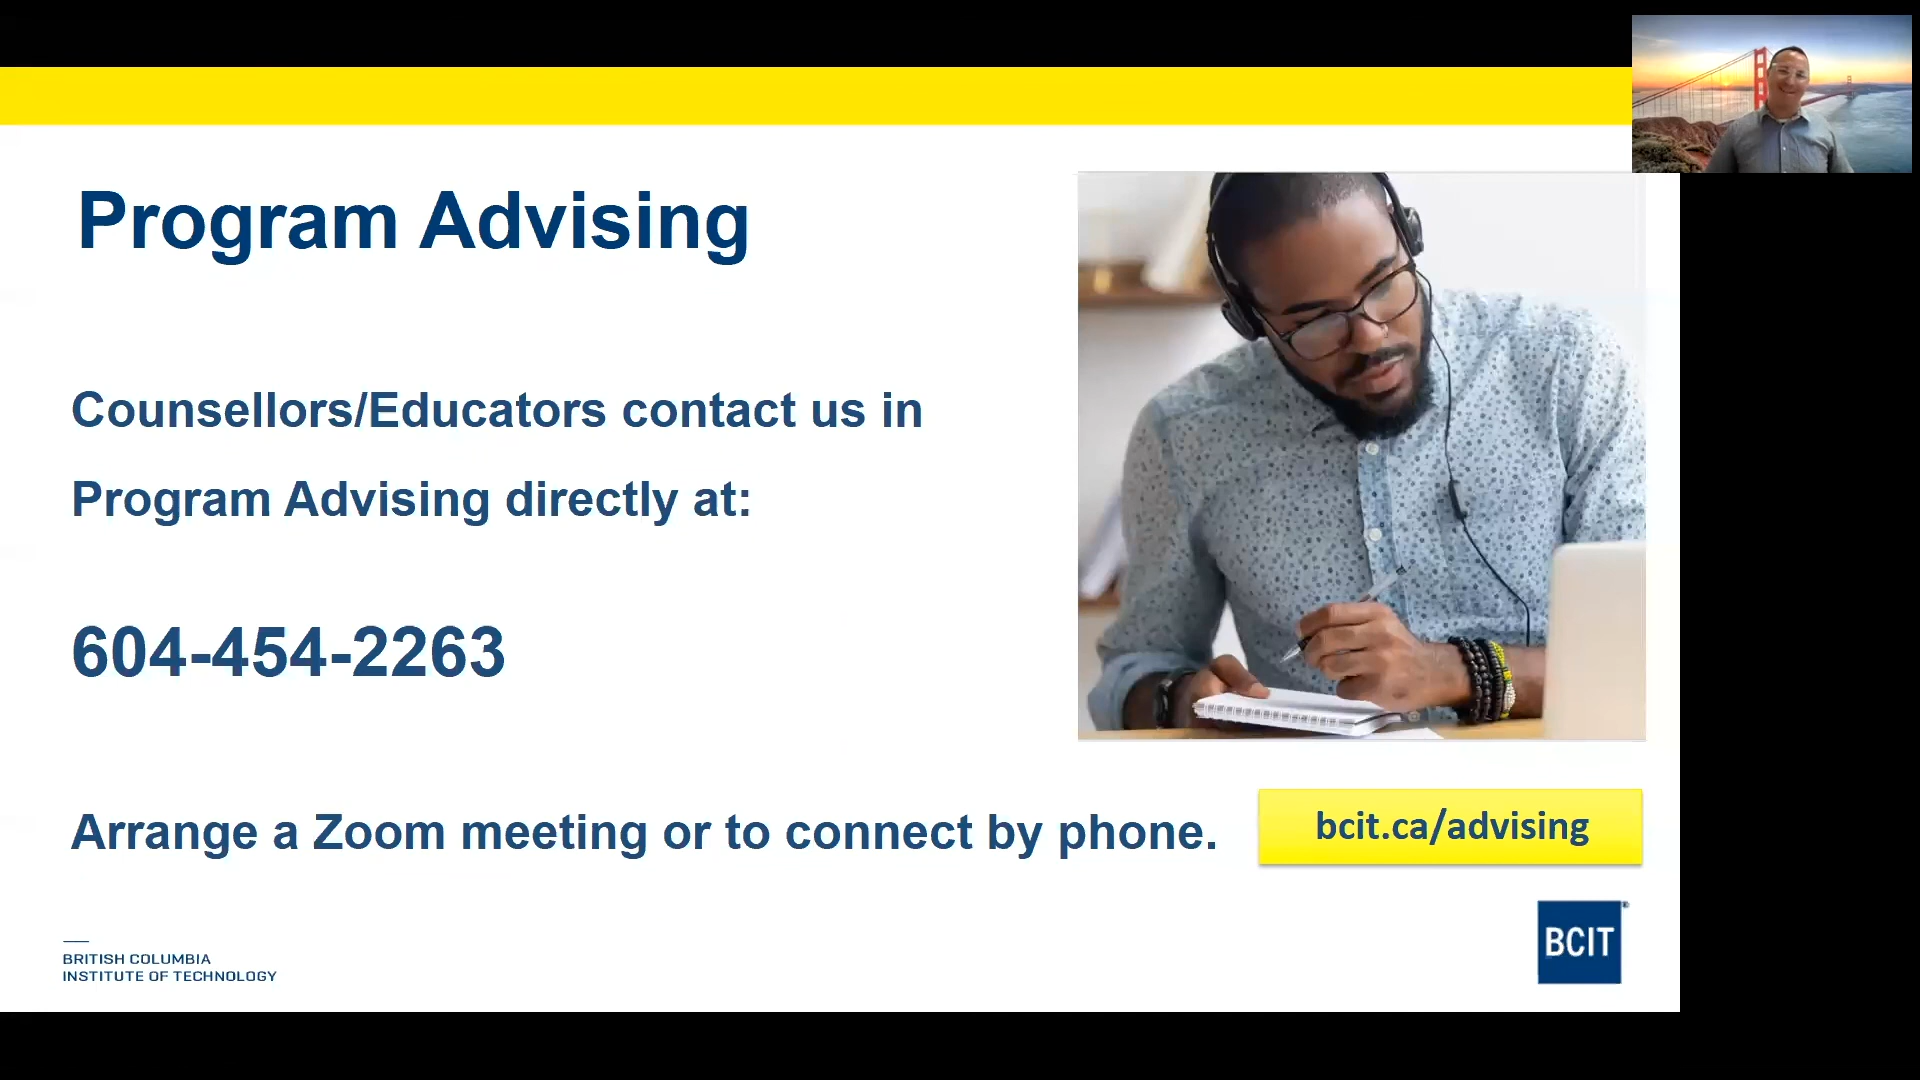 Program Advising
Counsellors/Educators contact us in
Program Advising directly at:
604-454-2263
Arrange a Zoom meeting or to connect by phone.
bcit.ca/advising
BRITISH COLUMBIA
INSTITUTE OF TECHNOLOGY
BCIT